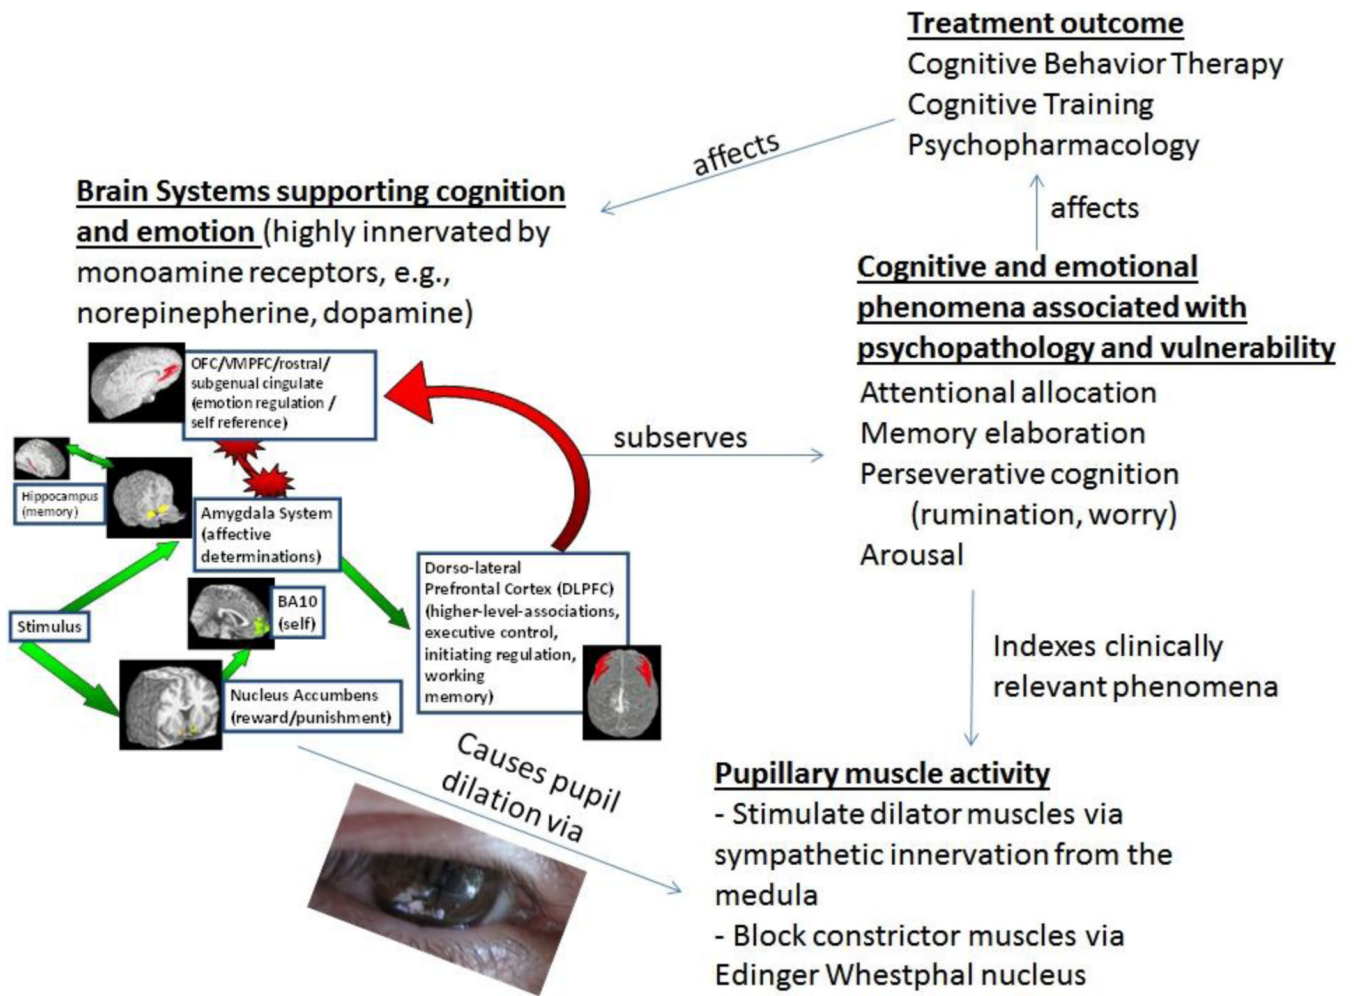 Treatment outcome
Cognitive Behavior Therapy
Cognitive Training
Psychopharmacology
affects
affects
Brain Systems supporting cognition
and emotion (highly innervated by
monoamine receptors, e.g.,
norepinepherine, dopamine)
Cognitive and emotional
phenomena associated with
psychopathology and vulnerability
Attentional allocation
Memory elaboration
Perseverative cognition
(rumination, worry)
Arousal
subserves
OFC/VMPFC/rostral/
subgenual cingulate
(emotion regulation /
self reference)
Hippocampus
(memory)
Amygdala System
(affective
determinations)
Stimulus
BA10
(self)
Nucleus Accumbens
(reward/punishment)
Dorso-lateral
Prefrontal Cortex (DLPFC)
(higher-level-associations,
executive control,
initiating regulation,
working
memory)
Indexes clinically
relevant phenomena
Causes pupil
dilation via
Pupillary muscle activity
- Stimulate dilator muscles via
sympathetic innervation from the
medula
- Block constrictor muscles via
Edinger Whestphal nucleus